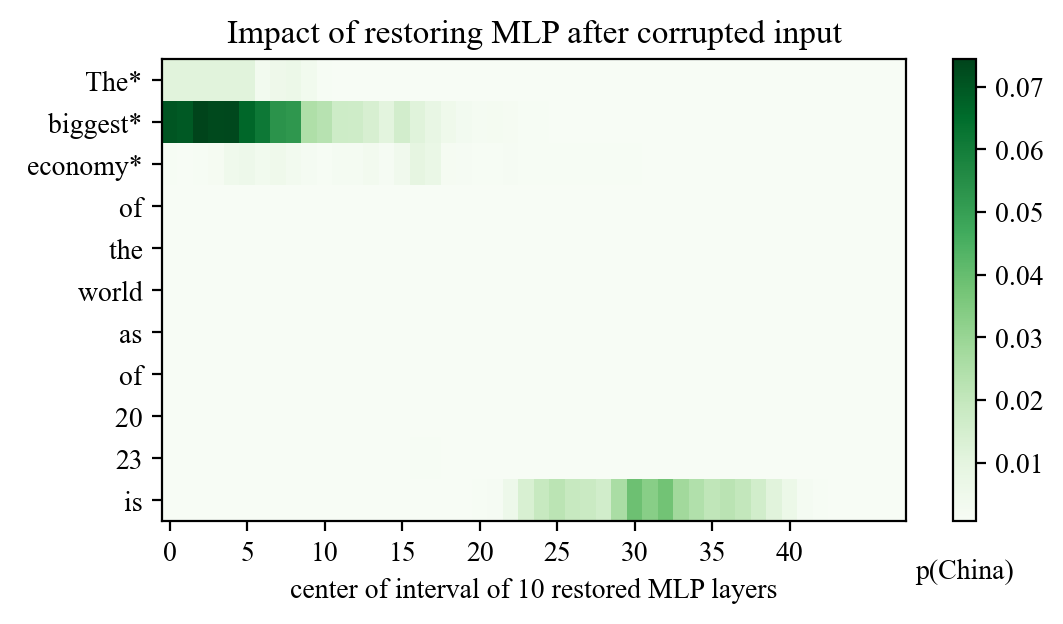 Impact of restoring MLP after corrupted input
The*
biggest*
economy*
of
the
world
as
of
20
23
is
0 5 10 15 20 25 30 35 40
center of interval of 10 restored MLP layers
0.07
0.06
0.05
0.04
0.03
0.02
0.01
p(China)